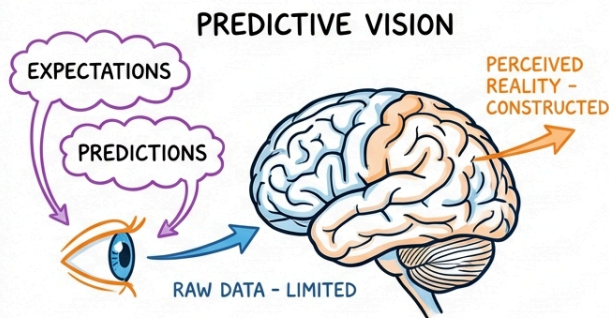 PREDICTIVE VISION
EXPECTATIONS
PREDICTIONS
RAW DATA - LIMITED
PERCEIVED
REALITY -
CONSTRUCTED